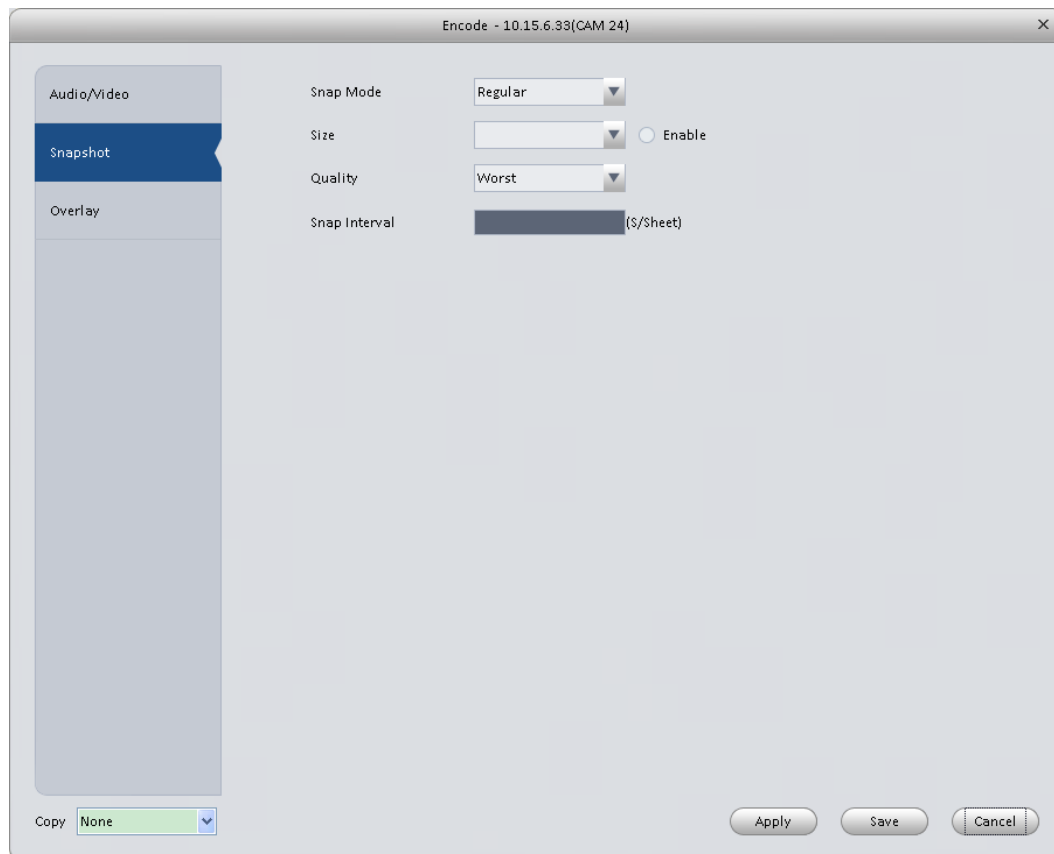 Encode - 10.15.6.33(CAM 24)
Audio/Video
Snapshot
Overlay
Snap Mode Regular
Size Enable
Quality Worst
Snap Interval (S/Sheet)
Copy None
Apply Save Cancel